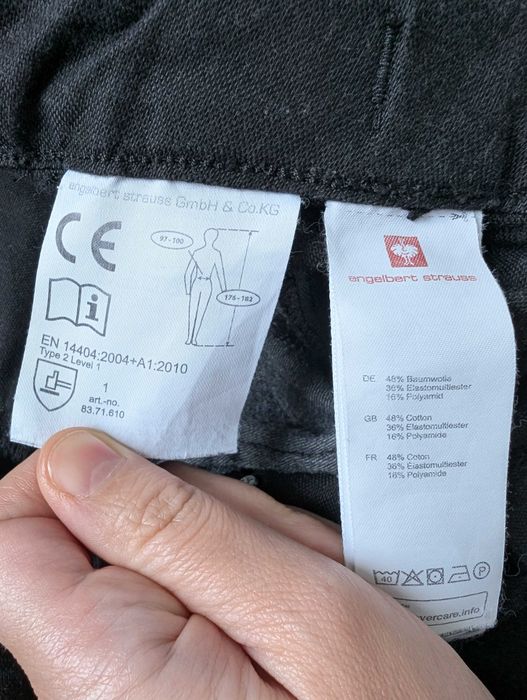 engelbert strauss GmbH & Co.KG
CE
97 - 100
176 - 182
i
EN 14404:2004+A1:2010
Type 2 Level 1
1
art.-no.
83.71.610
engelbert strauss
DE 48% Baumwolle
36% Elastomultiester
16% Polyamid
GB 48% Cotton
36% Elastomultiester
16% Polyamide
FR 48% Coton
36% Elastomultiester
16% Polyamide
40
P
vercare.info